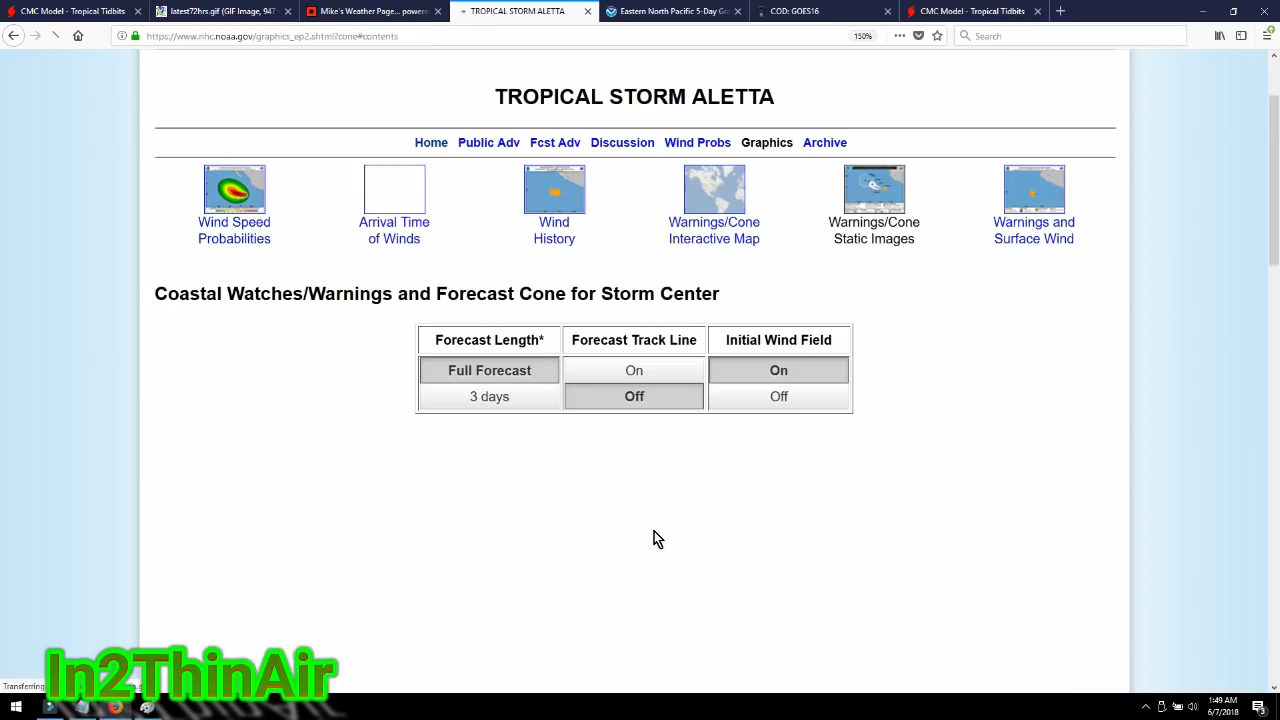 CMC Model - Tropical Tidbits
latest72hrs.gif (GIF Image, 947
Mike's Weather Page... powere
TROPICAL STORM ALETTA
Eastern North Pacific 5-Day Gr
COD: GOES16
CMC Model - Tropical Tidbits
https://www.nhc.noaa.gov/graphics_ep2.shtml?cone#contents
150%
Search
TROPICAL STORM ALETTA
Home Public Adv Fcst Adv Discussion Wind Probs Graphics Archive
Wind Speed
Probabilities
Arrival Time
of Winds
Wind
History
Warnings/Cone
Interactive Map
Warnings/Cone
Static Images
Warnings and
Surface Wind
Coastal Watches/Warnings and Forecast Cone for Storm Center
Forecast Length* Forecast Track Line Initial Wind Field
Full Forecast On On
3 days Off Off
In2ThinAir
Transferring
1:49 AM
6/7/2018